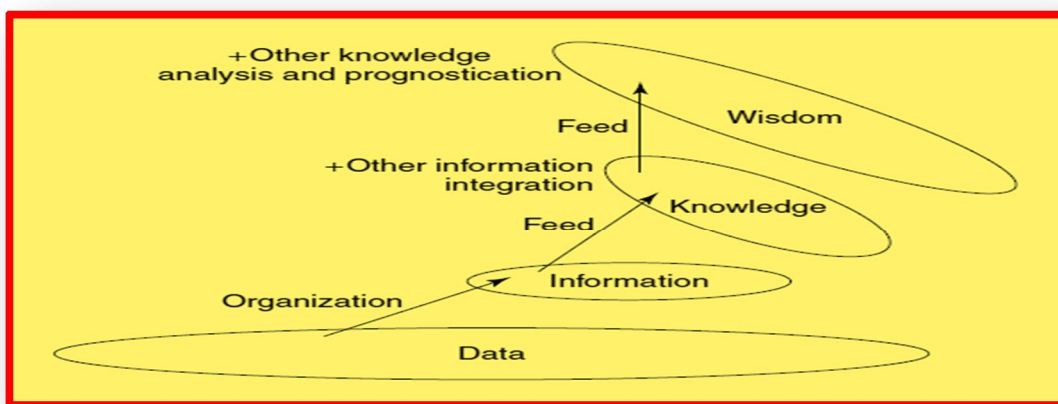 +Other knowledge
analysis and prognostication
Wisdom
Feed
+Other information
integration
Knowledge
Feed
Information
Organization
Data